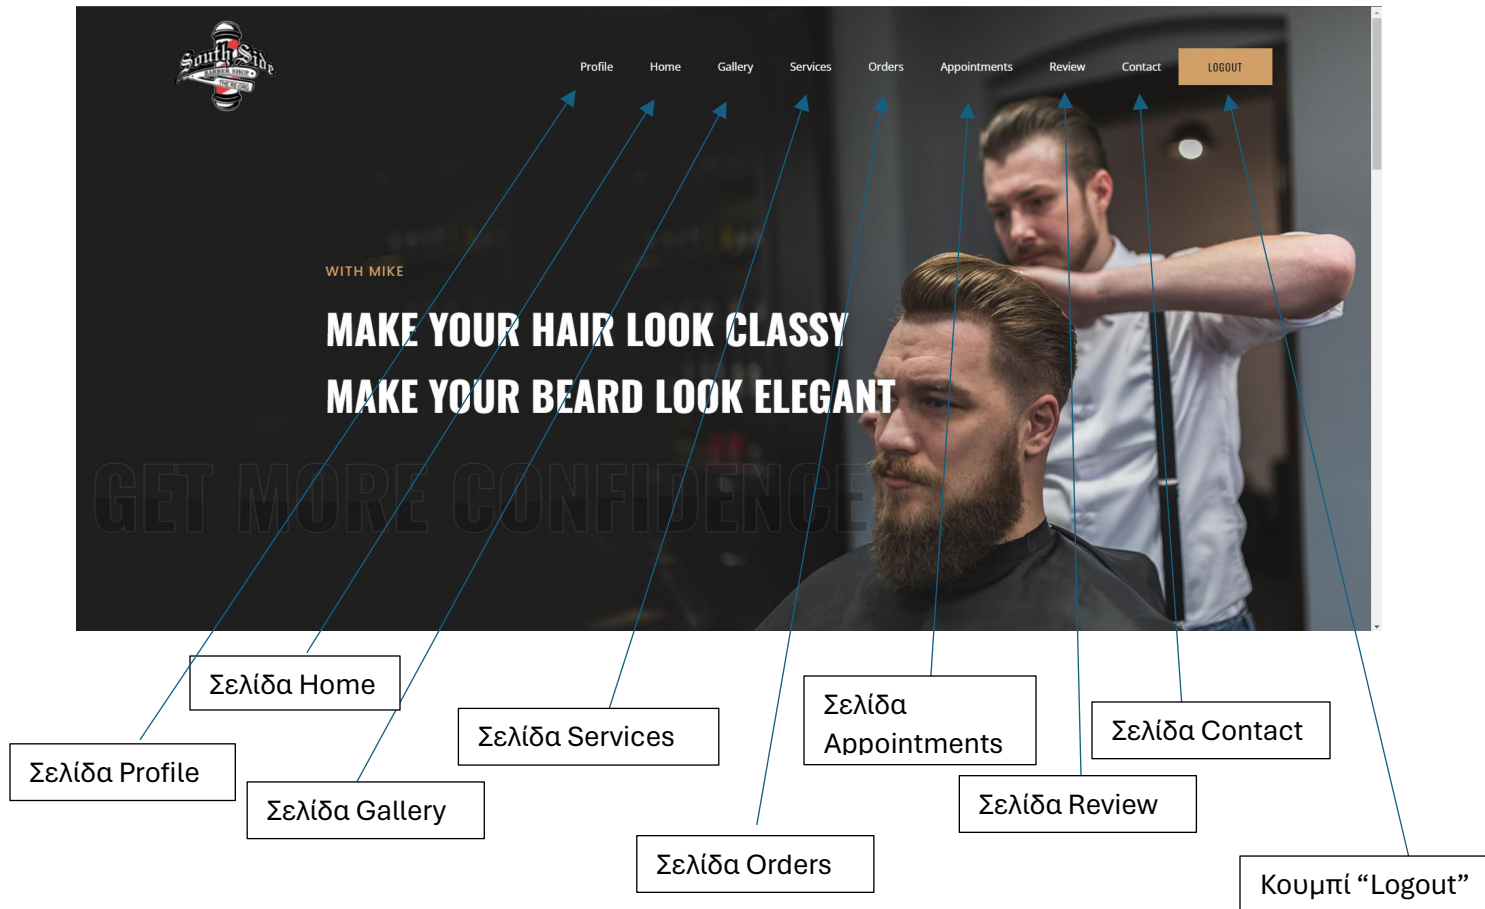 South Side
BARBER SHOP
Profile
Home
Gallery
Services
Orders
Appointments
Review
Contact
LOGOUT
WITH MIKE
MAKE YOUR HAIR LOOK CLASSY
MAKE YOUR BEARD LOOK ELEGANT
GET MORE CONFIDENCE
Σελίδα Home
Σελίδα Profile
Σελίδα Gallery
Σελίδα Services
Σελίδα Orders
Σελίδα
Appointments
Σελίδα Review
Σελίδα Contact
Κουμπί “Logout”